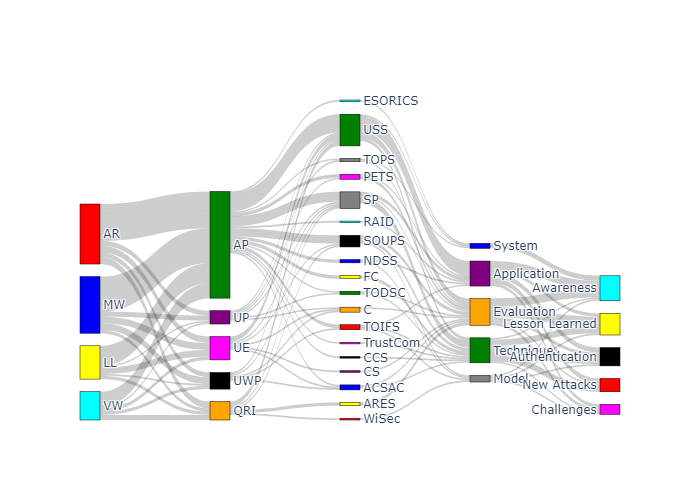 AR
MW
LL
VW
AP
UP
UE
UWP
QRI
ESORICS
USS
TOPS
PETS
SP
RAID
SOUPS
NDSS
FC
TODSC
C
TOIFS
TrustCom
CCS
CS
ACSAC
ARES
WiSec
System
Application
Evaluation
Technique
Model
Awareness
Lesson Learned
Authentication
New Attacks
Challenges